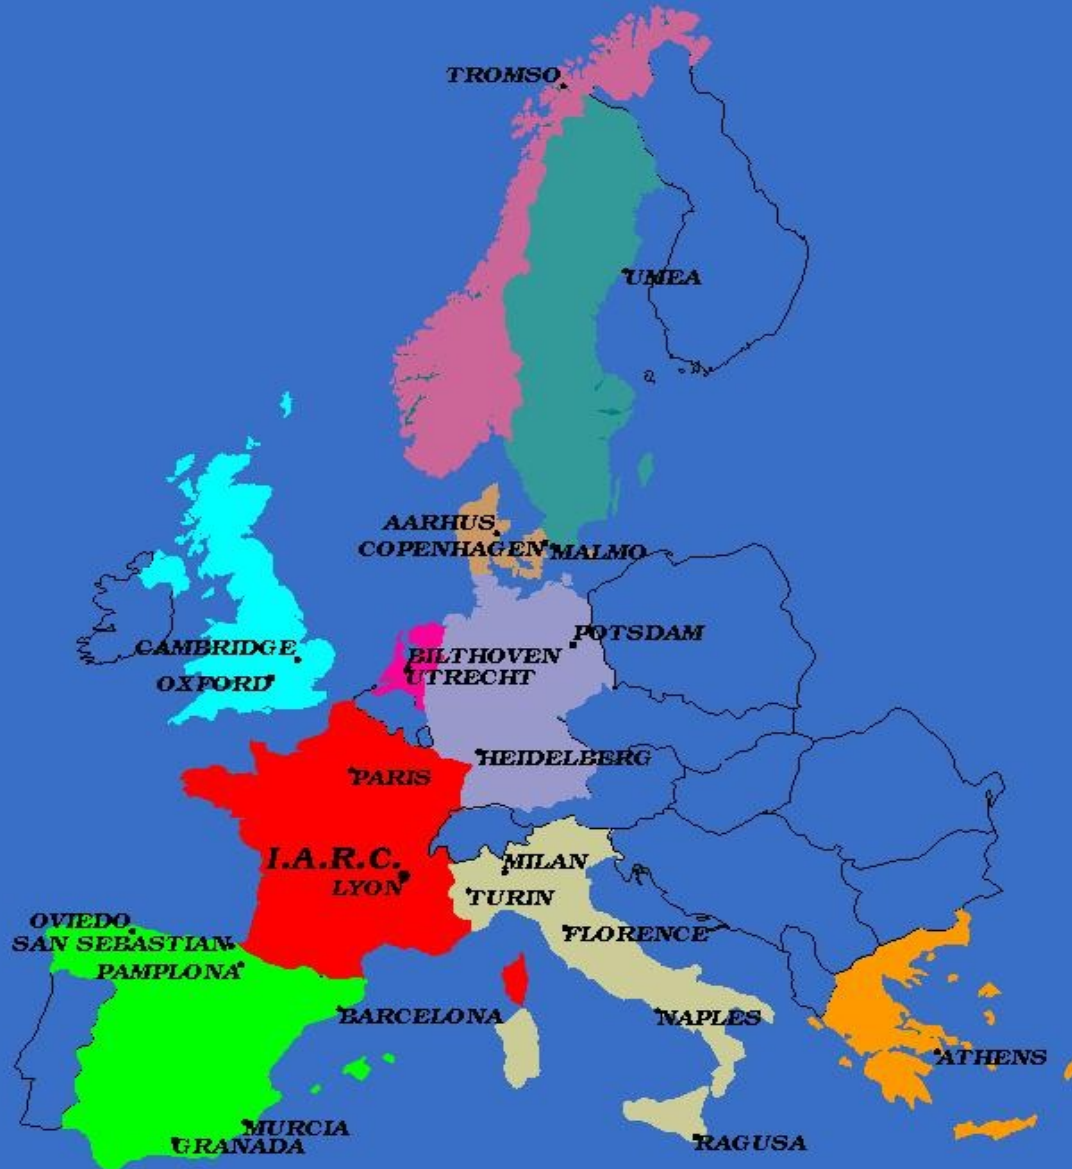 TROMSO
UMEA
AARHUS
COPENHAGEN
MALMO
CAMBRIDGE
OXFORD
BILTHOVEN
UTRECHT
POTSDAM
HEIDELBERG
PARIS
I.A.R.C.
LYON
MILAN
TURIN
FLORENCE
OVIEDO
SAN SEBASTIAN
PAMPLONA
BARCELONA
NAPLES
ATHENS
MURCIA
GRANADA
RAGUSA